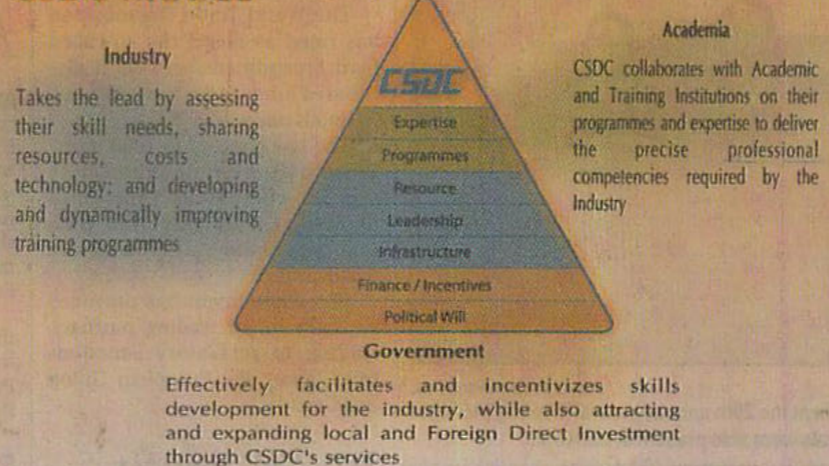 Industry
Takes the lead by assessing
their skill needs, sharing
resources, costs and
technology; and developing
and dynamically improving
training programmes
CSDC
Expertise
Programmes
Resource
Leadership
Infrastructure
Finance / Incentives
Political Will
Academia
CSDC collaborates with Academic
and Training Institutions on their
programmes and expertise to deliver
the precise professional
competencies required by the
Industry
Government
Effectively facilitates and incentivizes skills
development for the industry, while also attracting
and expanding local and Foreign Direct Investment
through CSDC's services